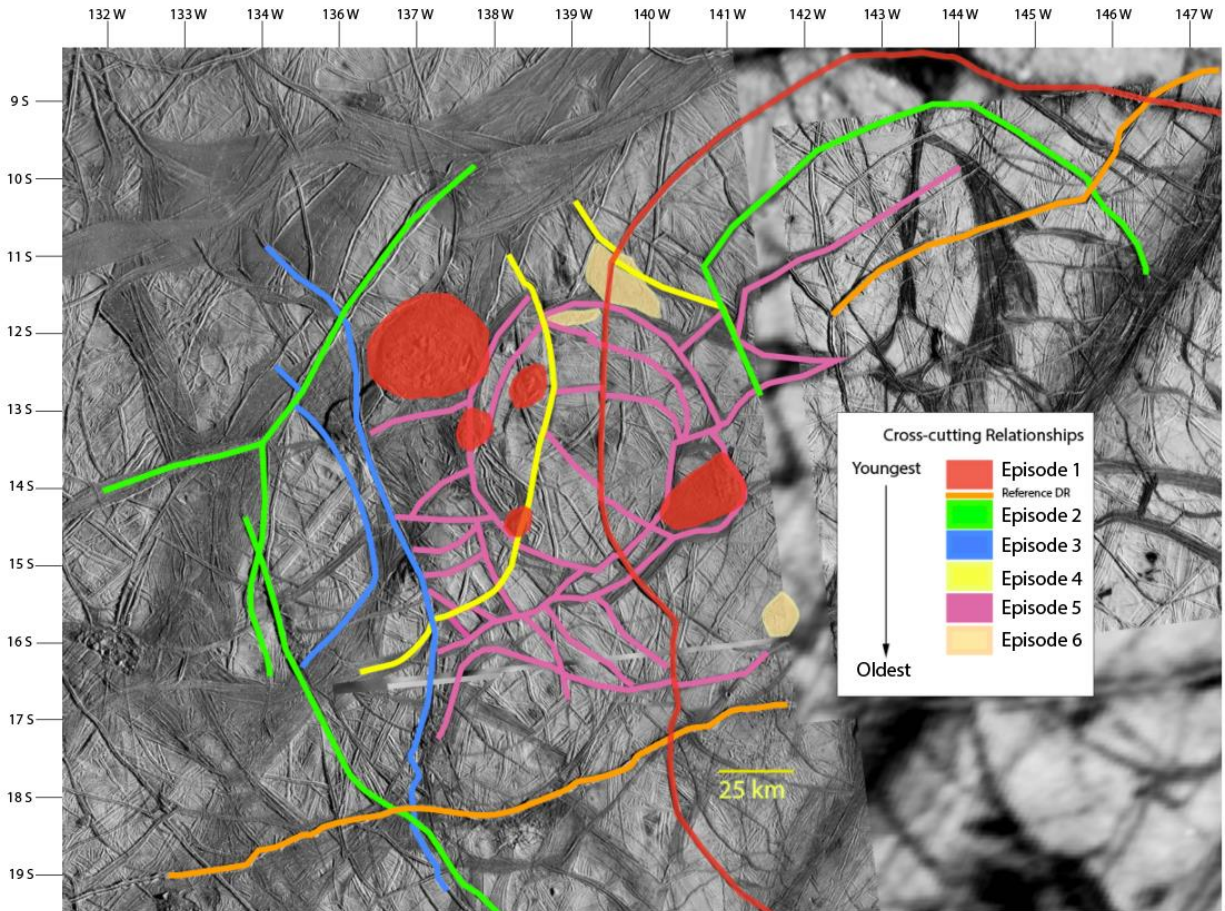 132 W 133 W 134 W 135 W 136 W 137 W 138 W 139 W 140 W 141 W 142 W 143 W 144 W 145 W 146 W 147 W
9 S
10 S
11 S
12 S
13 S
14 S
15 S
16 S
17 S
18 S
19 S
Cross-cutting Relationships
Youngest
Episode 1
Reference DR
Episode 2
Episode 3
Episode 4
Episode 5
Episode 6
Oldest
25 km